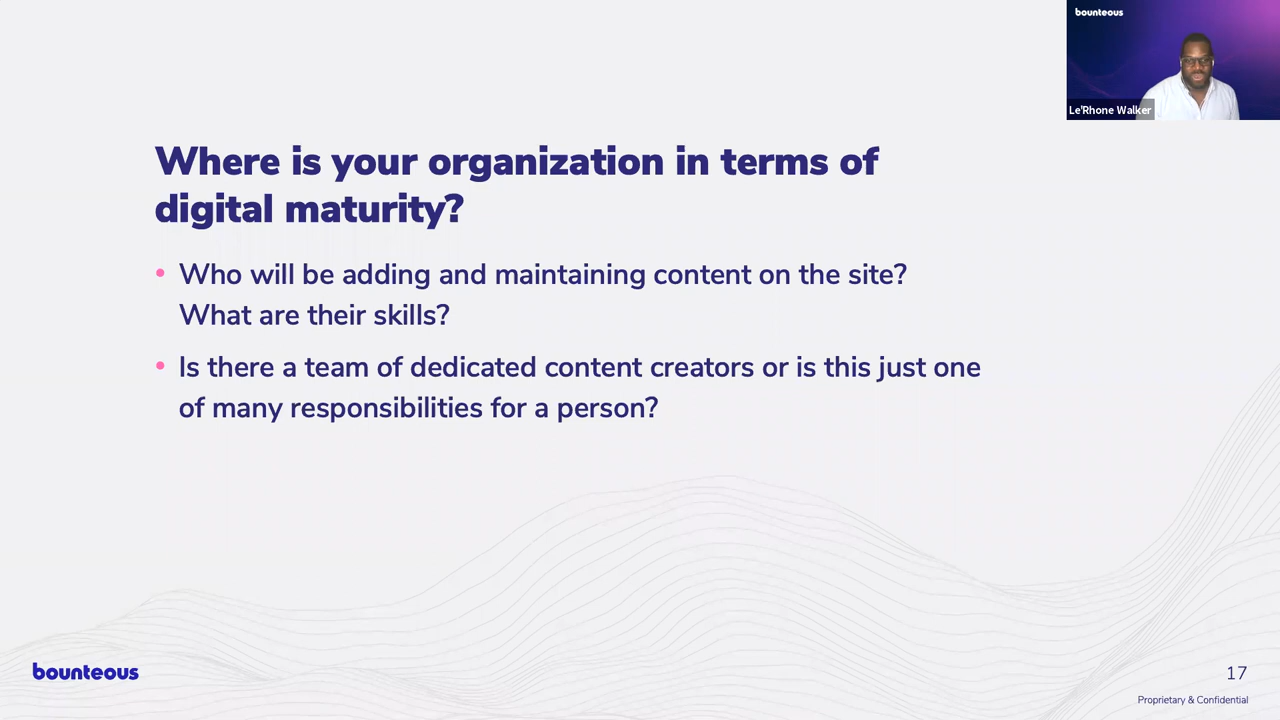 bounteous
Le'Rhone Walker
Where is your organization in terms of
digital maturity?
• Who will be adding and maintaining content on the site?
What are their skills?
• Is there a team of dedicated content creators or is this just one
of many responsibilities for a person?
bounteous
17
Proprietary & Confidential